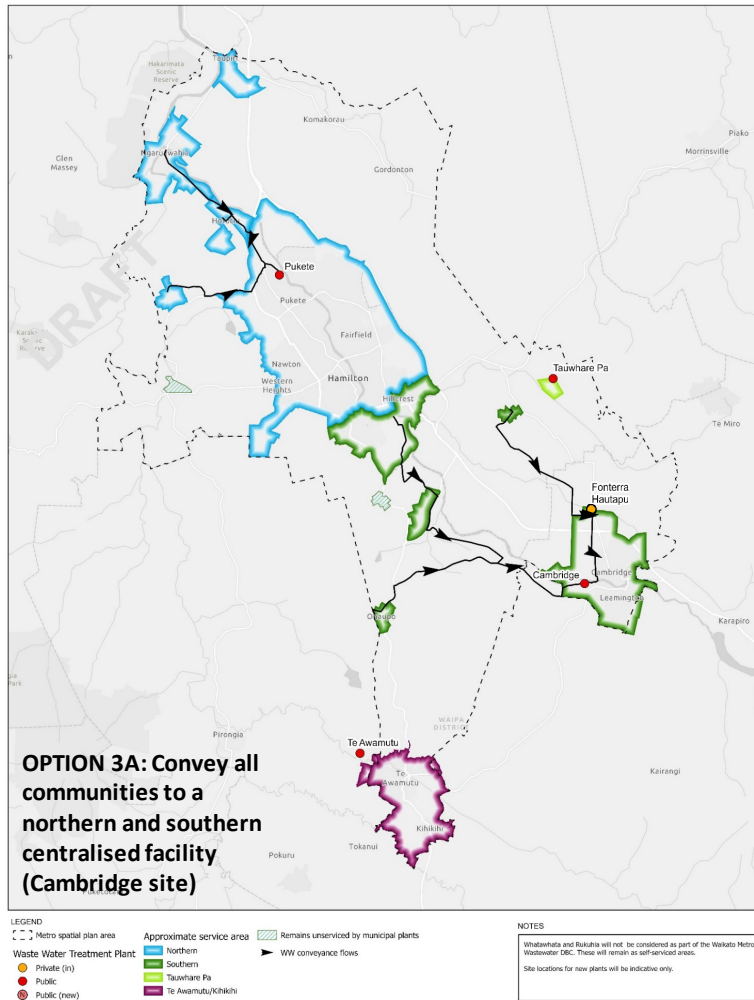 Taupiri
Hakarimata
Scenic
Reserve
Komakorau
Piako
Morrinsville
Glen
Massey
Ngaruawahia
Gordonton
DRAFT
Pukete
Pukete
Fairfield
Scenic
Reserve
Nawton
Western
Heights
Hamilton
Hillcrest
Tauwhare Pa
Te Miro
Fonterra
Hautapu
Cambridge
Cambridge
Leamington
Karapiro
Ohaupo
WAIPA
DISTRICT
Pirongia
Te Awamutu
Te
Awamutu
Kairangi
Kihikihi
Tokanui
Pokuru
OPTION 3A: Convey all
communities to a
northern and southern
centralised facility
(Cambridge site)
LEGEND
Metro spatial plan area
Waste Water Treatment Plant
Private (in)
Public
N Public (new)
Approximate service area
Northern
Southern
Tauwhare Pa
Te Awamutu/Kihikihi
Remains unserviced by municipal plants
WW conveyance flows
NOTES
Whatawhata and Rukuhia will not be considered as part of the Waikato Metro
Wastewater DBC. These will remain as self-serviced areas.
Site locations for new plants will be indicative only.